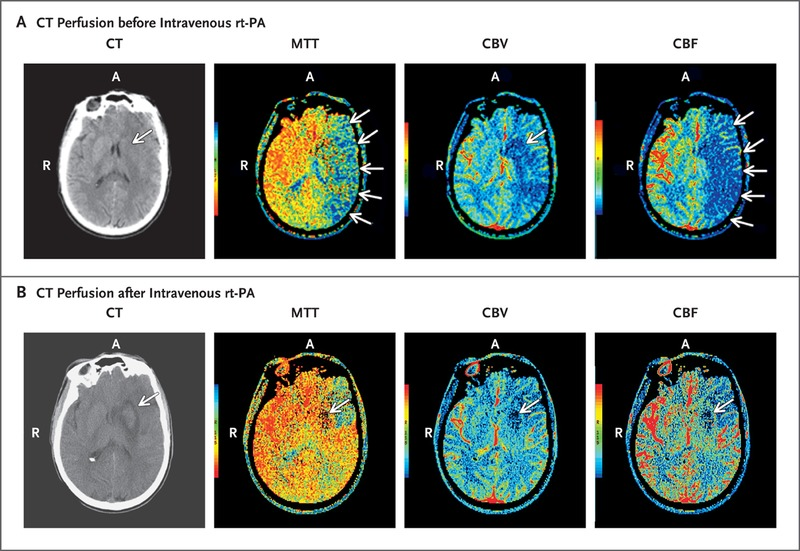 A CT Perfusion before Intravenous rt-PA
CT MTT CBV CBF
A A A A
R R R R
B CT Perfusion after Intravenous rt-PA
CT MTT CBV CBF
A A A A
R R R R